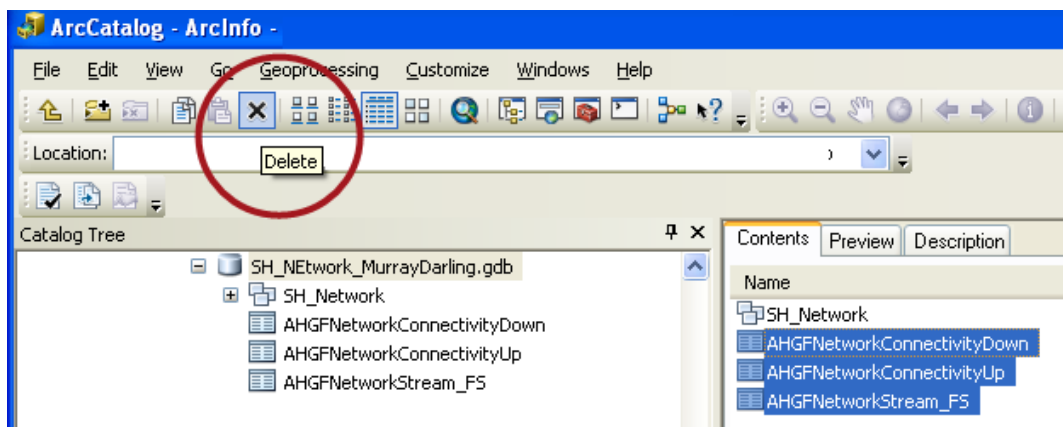 ArcCatalog - ArcInfo -
File Edit View Go Geoprocessing Customize Windows Help
Location:
Delete
Catalog Tree
SH_NEtwork_MurrayDarling.gdb
SH_Network
AHGFNetworkConnectivityDown
AHGFNetworkConnectivityUp
AHGFNetworkStream_FS
Contents Preview Description
Name
SH_Network
AHGFNetworkConnectivityDown
AHGFNetworkConnectivityUp
AHGFNetworkStream_FS